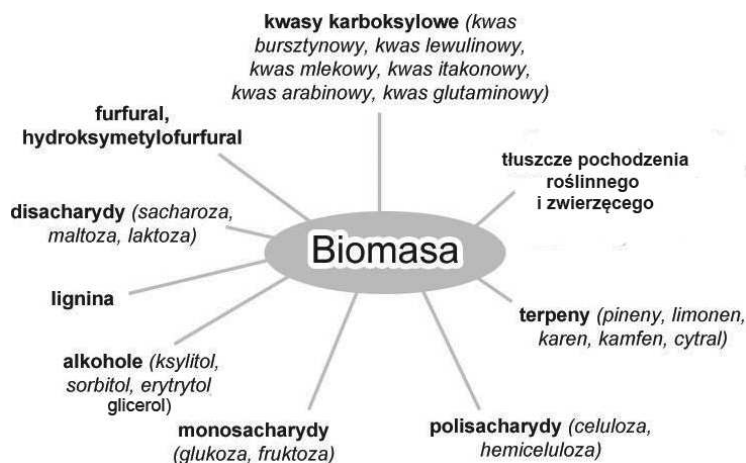 kwasy karboksylowe (kwas
bursztynowy, kwas lewulinowy,
kwas mlekowy, kwas itakonowy,
kwas arabinowy, kwas glutaminowy)
furfural,
hydroksymetylofurfural
tłuszcze pochodzenia
roślinnego
i zwierzęcego
disacharydy (sacharoza,
maltoza, laktoza)
Biomasa
lignina
terpeny (pineny, limonen,
karen, kamfen, cytral)
alkohole (ksylitol,
sorbitol, erytrytol
glicerol)
monosacharydy
(glukoza, fruktoza)
polisacharydy (celuloza,
hemiceluloza)